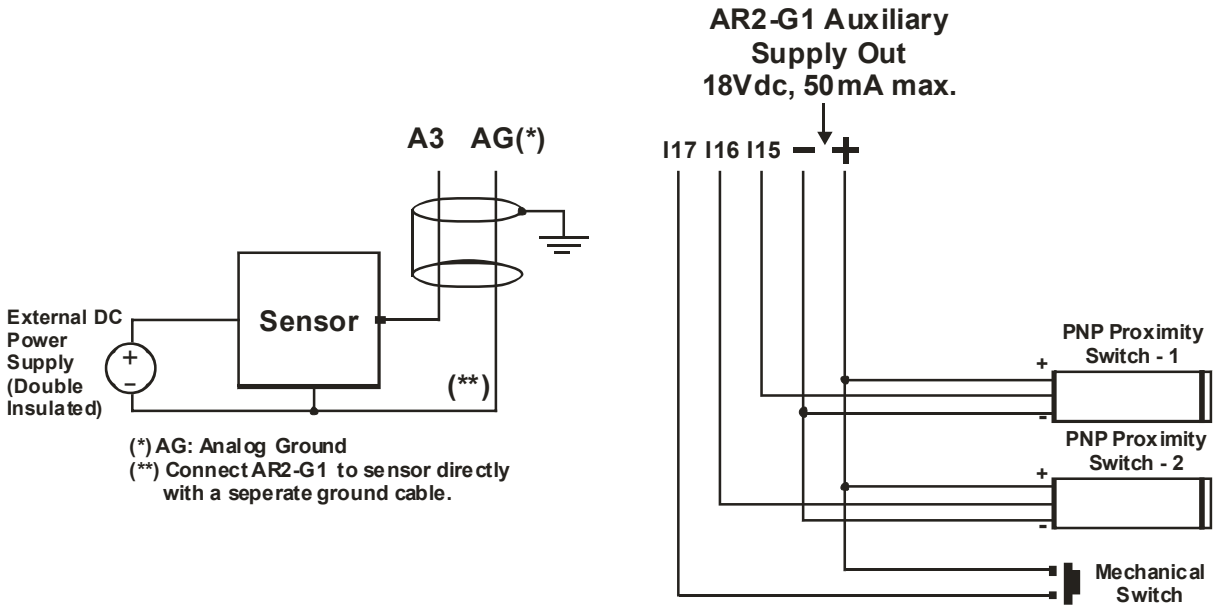 AR2-G1 Auxiliary
Supply Out
18Vdc, 50mA max.
A3 AG(*)
I17 I16 I15 − +
External DC
Power
Supply
(Double
Insulated)
+
−
Sensor
(**)
(*) AG: Analog Ground
(**) Connect AR2-G1 to sensor directly
with a seperate ground cable.
PNP Proximity
Switch - 1
+
-
PNP Proximity
Switch - 2
+
-
Mechanical
Switch